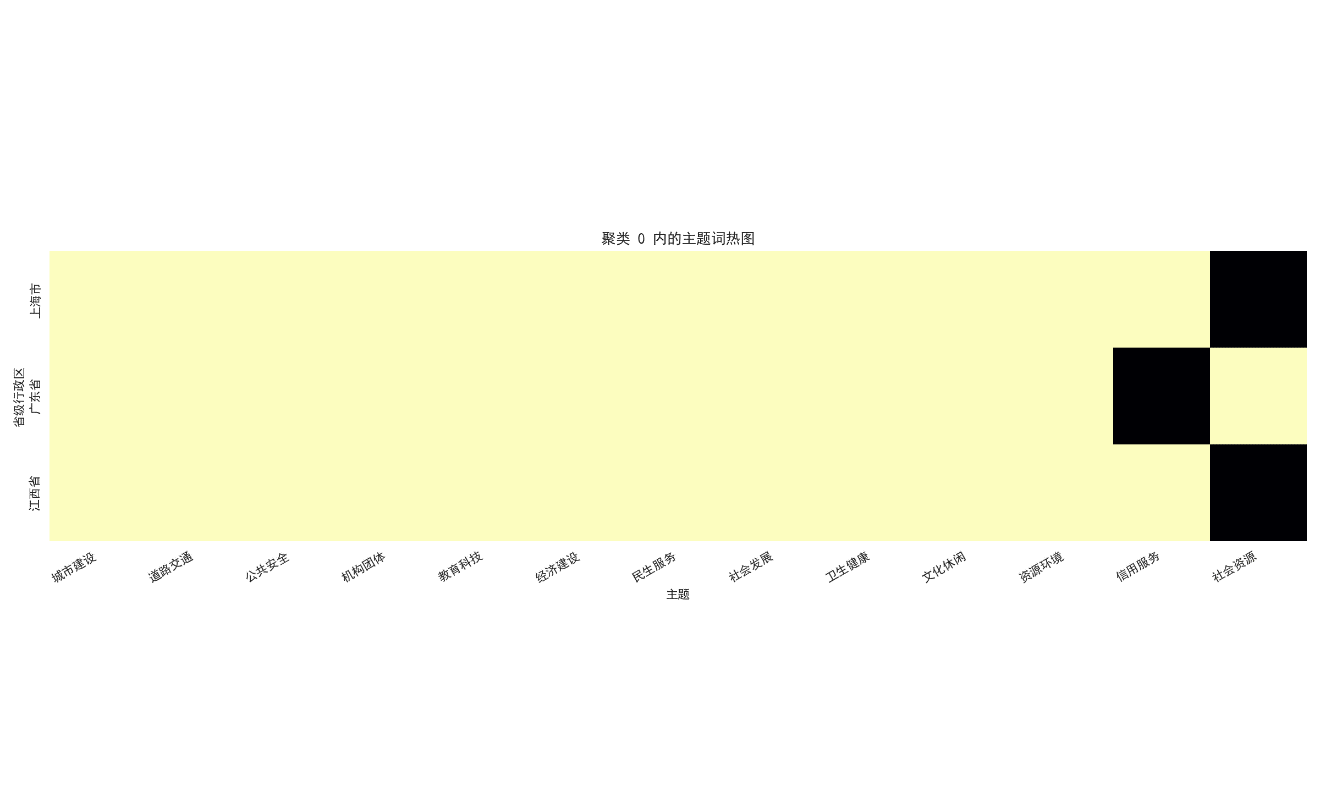 聚类 0 内的主题词热图
省级行政区
上海市
广东省
江西省
城市建设
道路交通
公共安全
机构团体
教育科技
经济建设
民生服务
社会发展
卫生健康
文化休闲
资源环境
信用服务
社会资源
主题